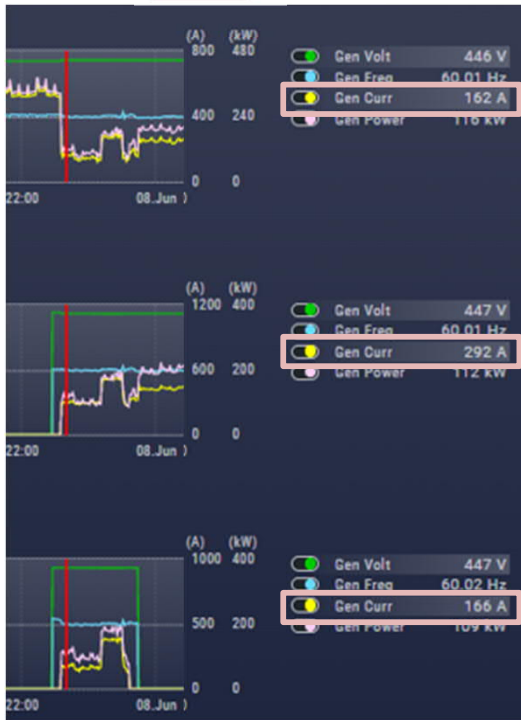 (A) (kW)
800 480
Gen Volt 446 V
Gen Freq 60.01 Hz
Gen Curr 162 A
400 240
Gen Power 116 kW
0 0
22:00 08.Jun
(A) (kW)
1200 400
Gen Volt 447 V
Gen Freq 60.01 Hz
Gen Curr 292 A
600 200
Gen Power 112 kW
0 0
22:00 08.Jun
(A) (kW)
1000 400
Gen Volt 447 V
Gen Freq 60.02 Hz
Gen Curr 166 A
500 200
Gen Power 109 kW
0 0
22:00 08.Jun